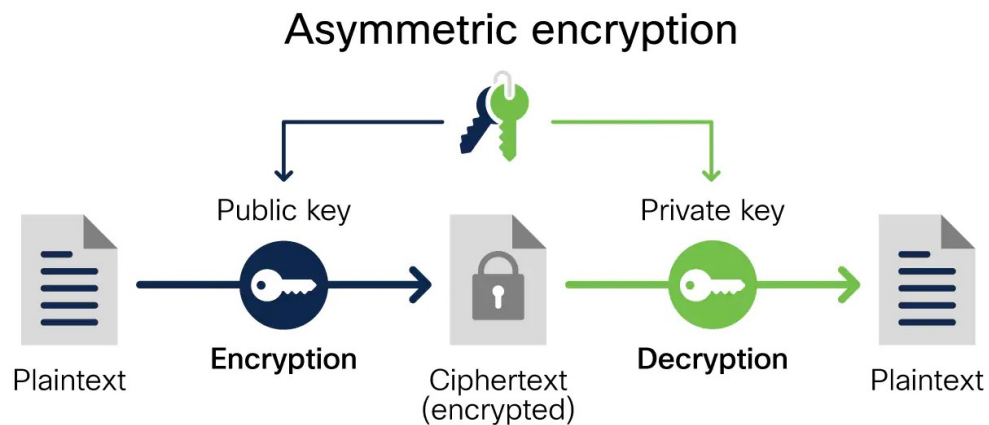 Asymmetric encryption
Public key
Private key
Encryption
Decryption
Plaintext
Ciphertext
(encrypted)
Plaintext